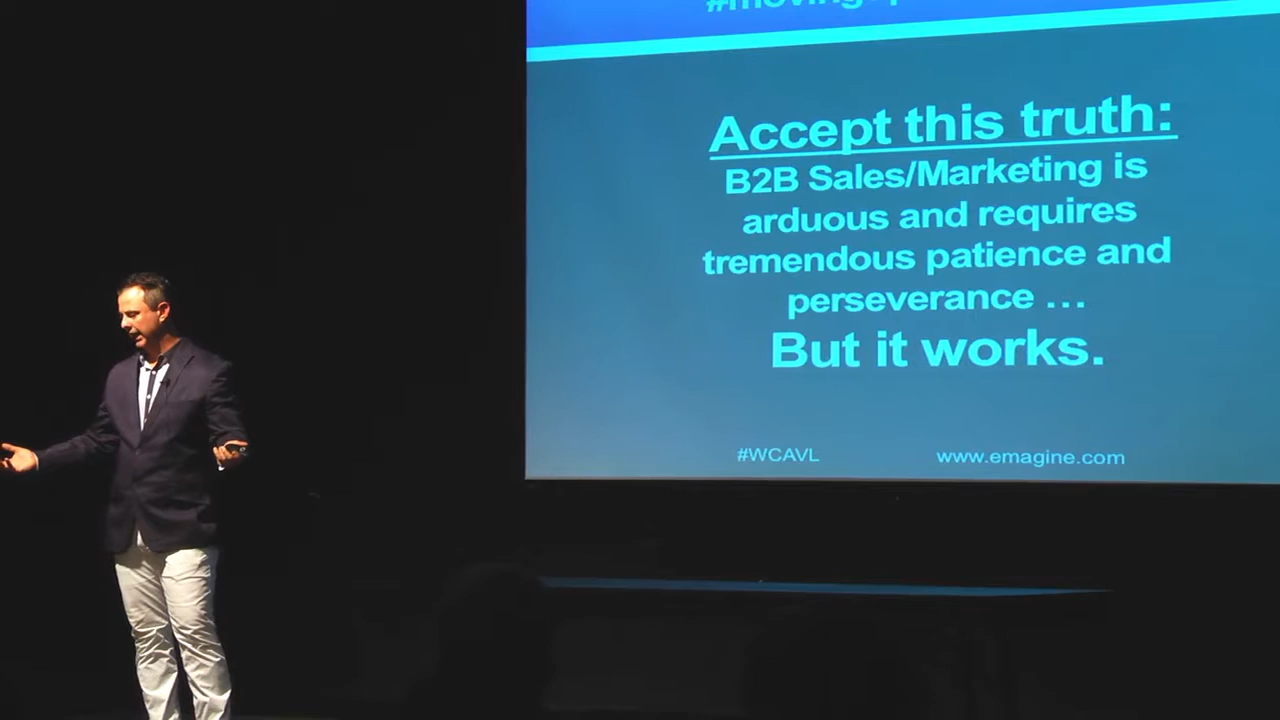 Accept this truth:
B2B Sales/Marketing is
arduous and requires
tremendous patience and
perseverance ...
But it works.
#WCAVL www.emagine.com